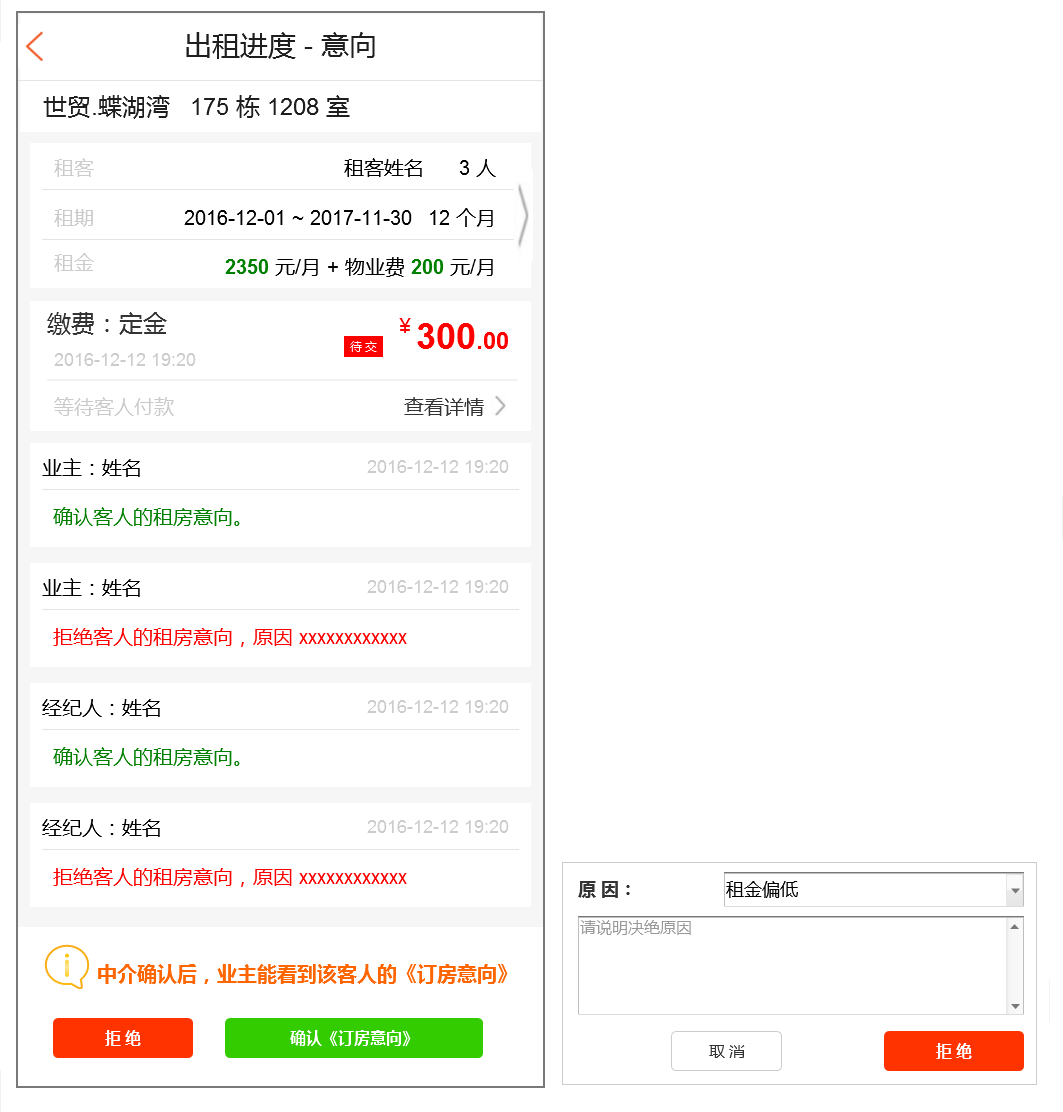 出租进度 - 意向
世贸.蝶湖湾 175 栋 1208 室
租客 租客姓名 3 人
租期 2016-12-01 ~ 2017-11-30 12 个月
租金 2350 元/月 + 物业费 200 元/月
缴费：定金 待 交 ¥ 300.00
2016-12-12 19:20
等待客人付款 查看详情
业主：姓名 2016-12-12 19:20
确认客人的租房意向。
业主：姓名 2016-12-12 19:20
拒绝客人的租房意向，原因 xxxxxxxxxxxx
经纪人：姓名 2016-12-12 19:20
确认客人的租房意向。
经纪人：姓名 2016-12-12 19:20
拒绝客人的租房意向，原因 xxxxxxxxxxxx
中介确认后，业主能看到该客人的《订房意向》
拒 绝 确认《订房意向》
原 因： 租金偏低
请说明决绝原因
取 消 拒 绝